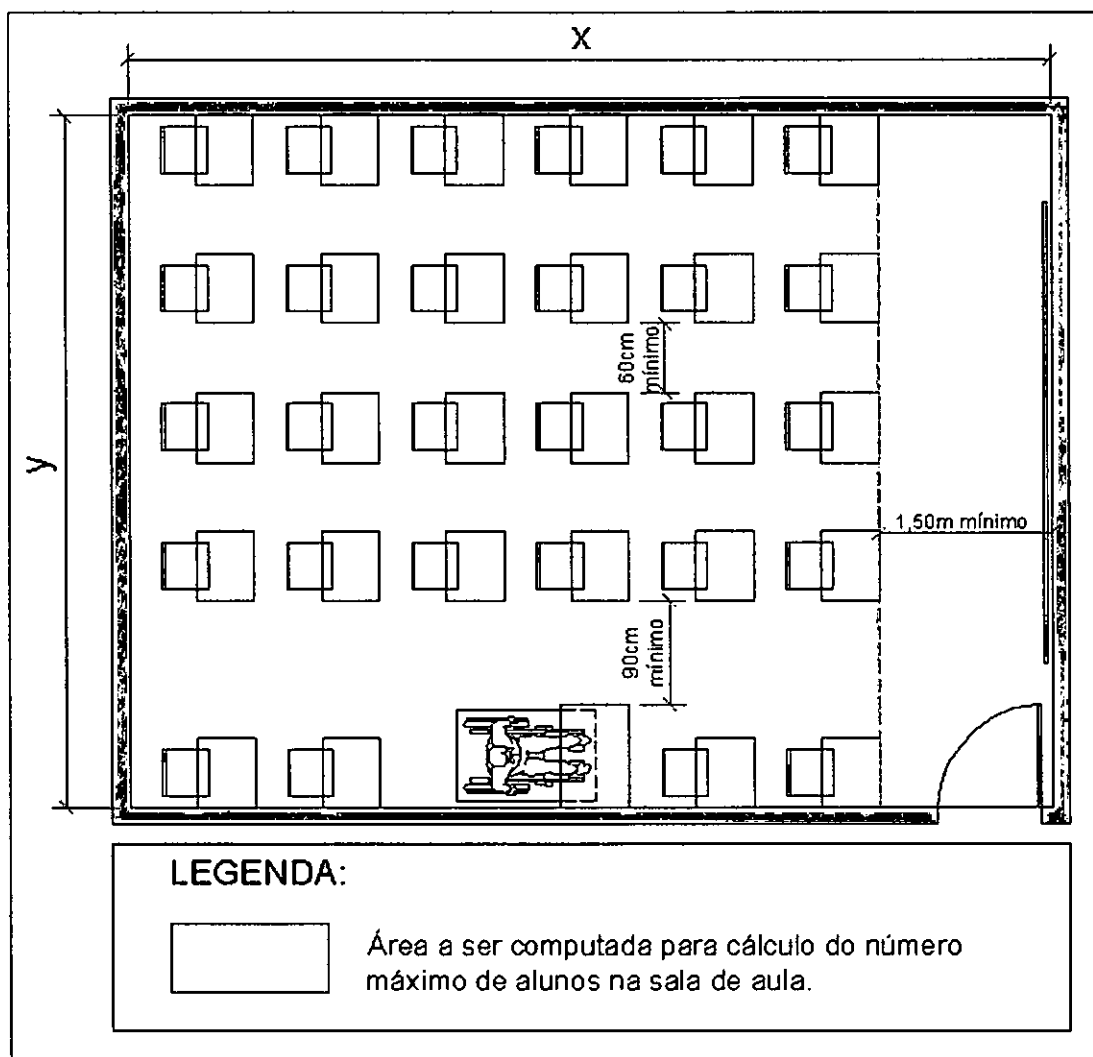 X
y
60cm
mínimo
1,50m mínimo
90cm
mínimo
LEGENDA:
Área a ser computada para cálculo do número
máximo de alunos na sala de aula.